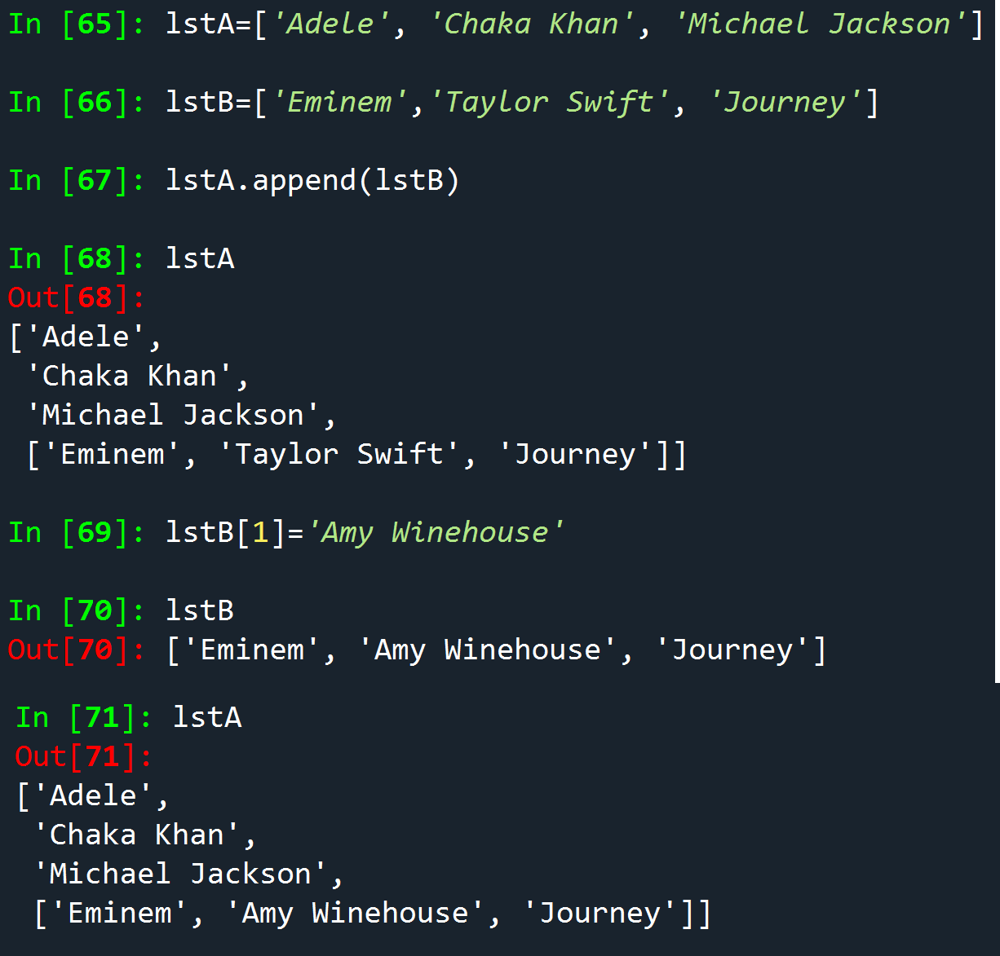 In [65]: lstA=['Adele', 'Chaka Khan', 'Michael Jackson']
In [66]: lstB=['Eminem','Taylor Swift', 'Journey']
In [67]: lstA.append(lstB)
In [68]: lstA
Out[68]:
['Adele',
 'Chaka Khan',
 'Michael Jackson',
 ['Eminem', 'Taylor Swift', 'Journey']]
In [69]: lstB[1]='Amy Winehouse'
In [70]: lstB
Out[70]: ['Eminem', 'Amy Winehouse', 'Journey']
In [71]: lstA
Out[71]:
['Adele',
 'Chaka Khan',
 'Michael Jackson',
 ['Eminem', 'Amy Winehouse', 'Journey']]